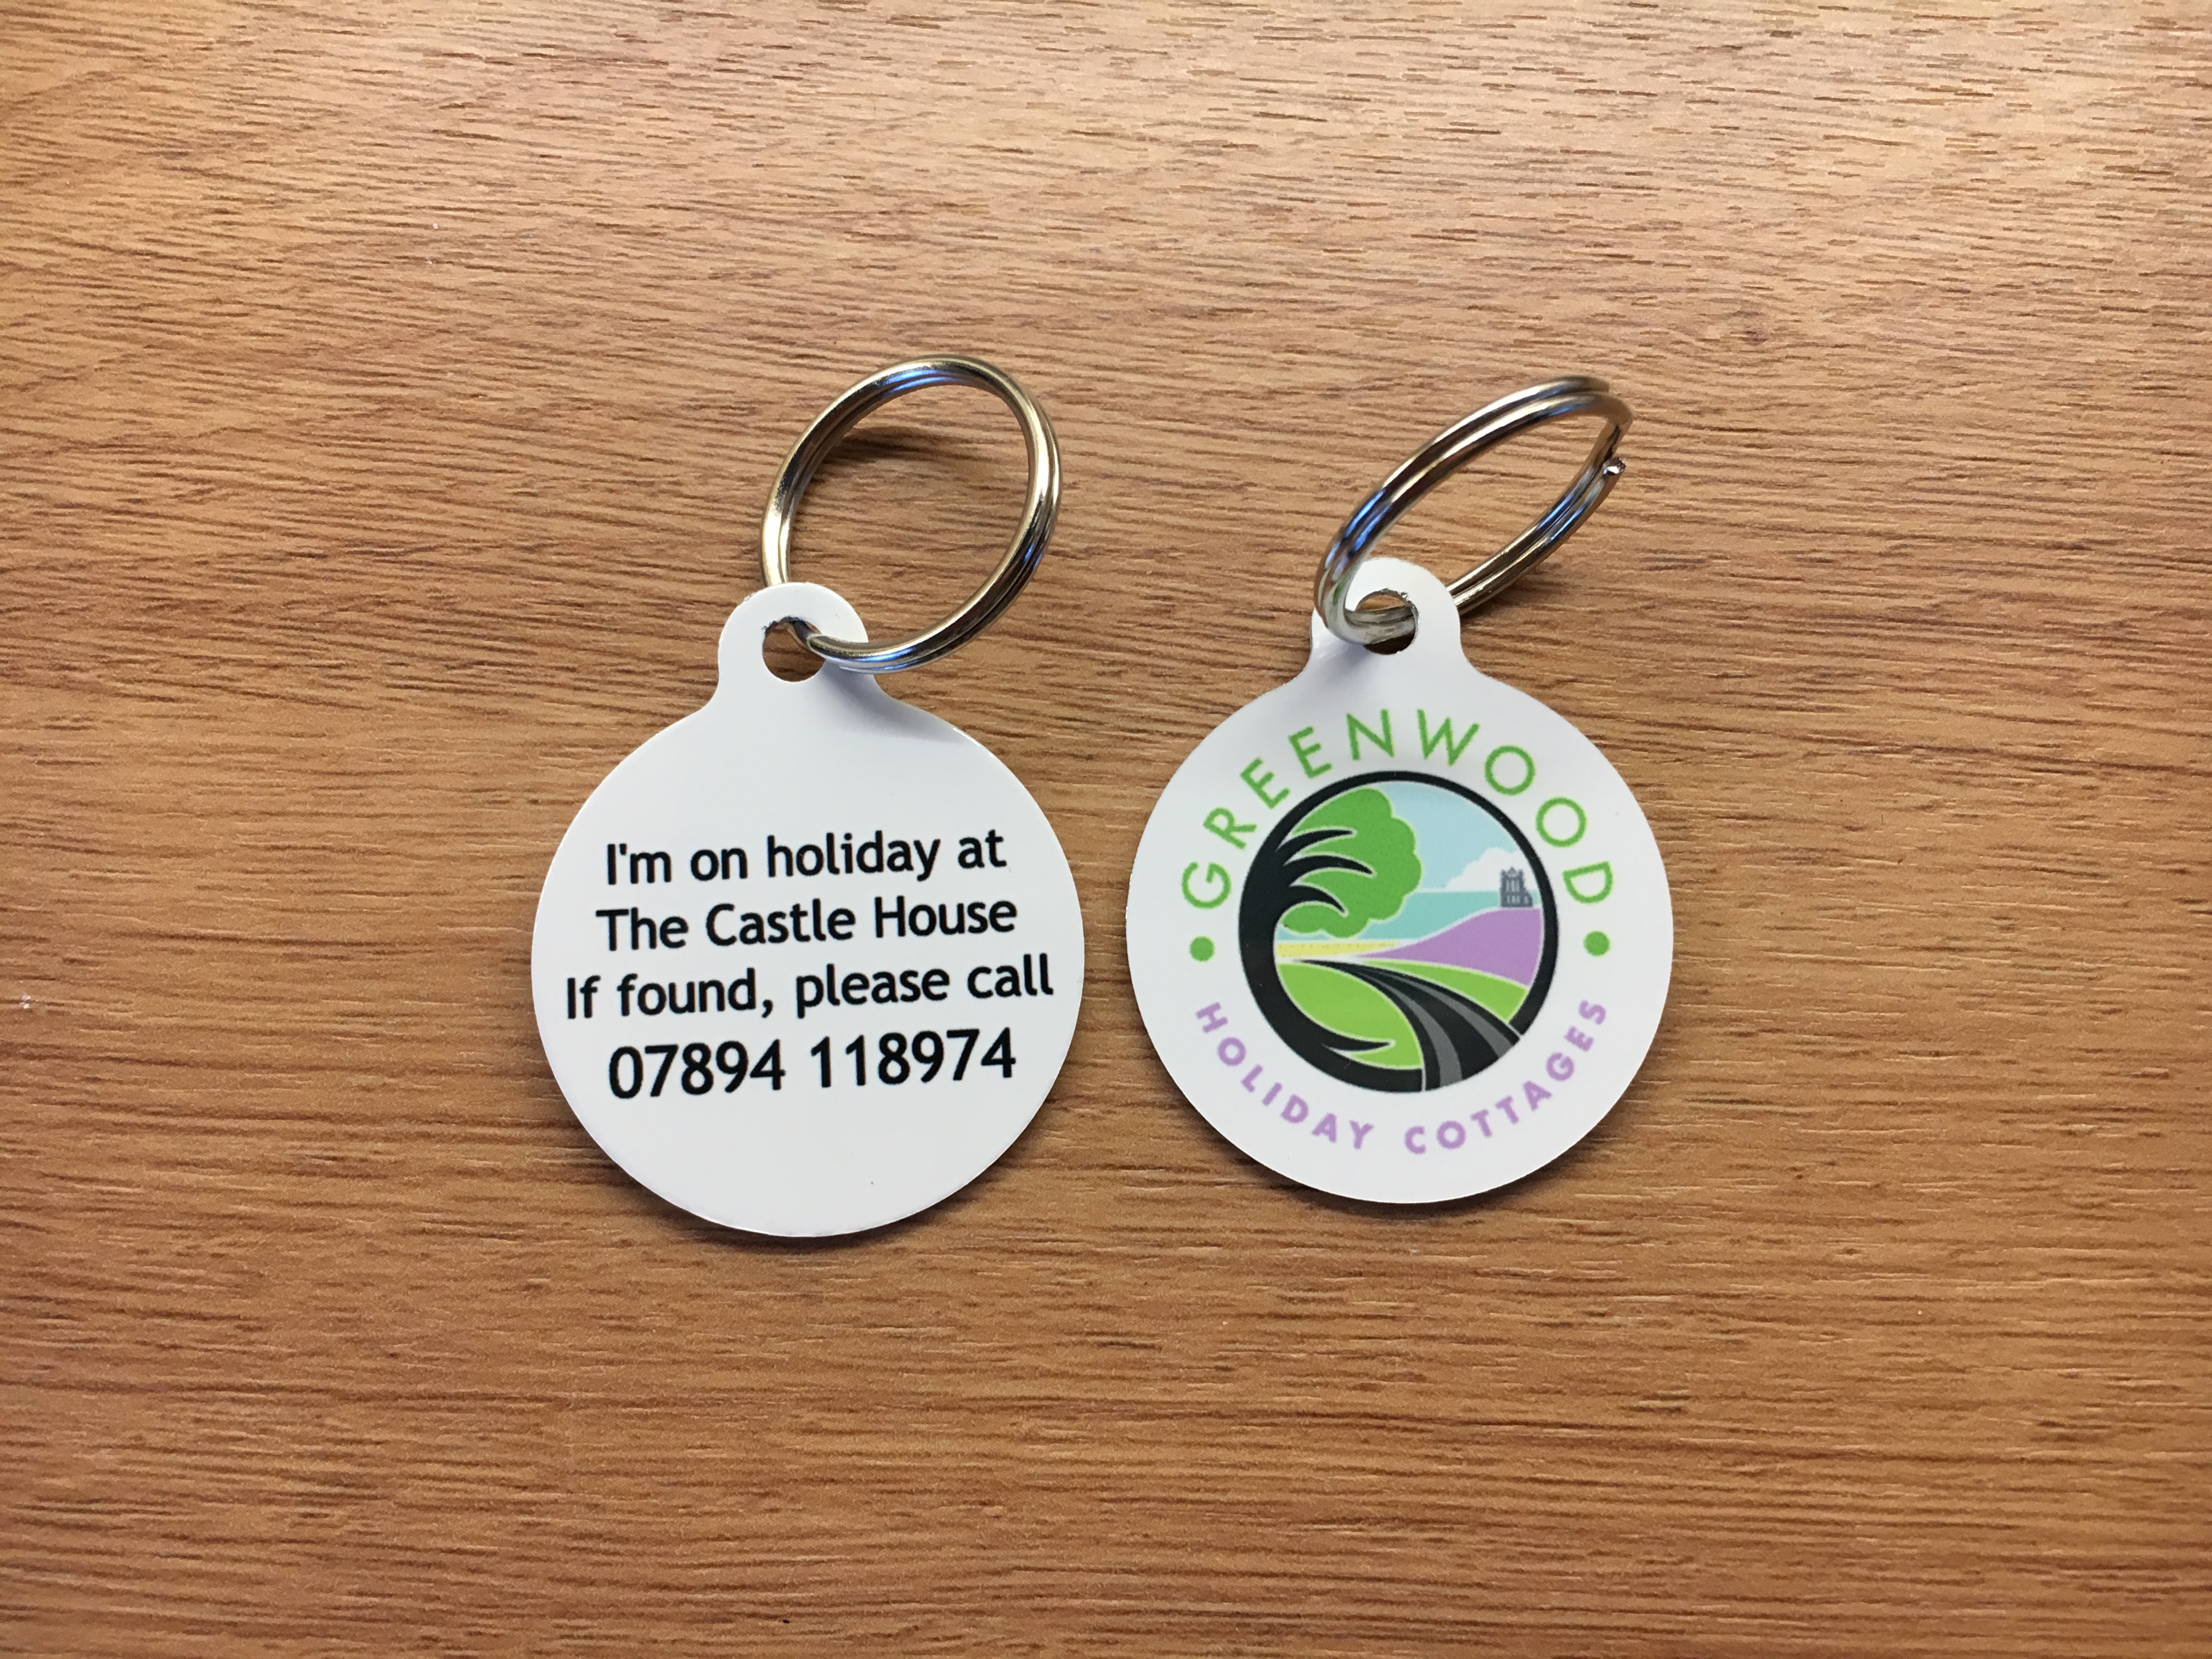 I'm on holiday at
The Castle House
If found, please call
07894 118974
GREENWOOD
HOLIDAY COTTAGES